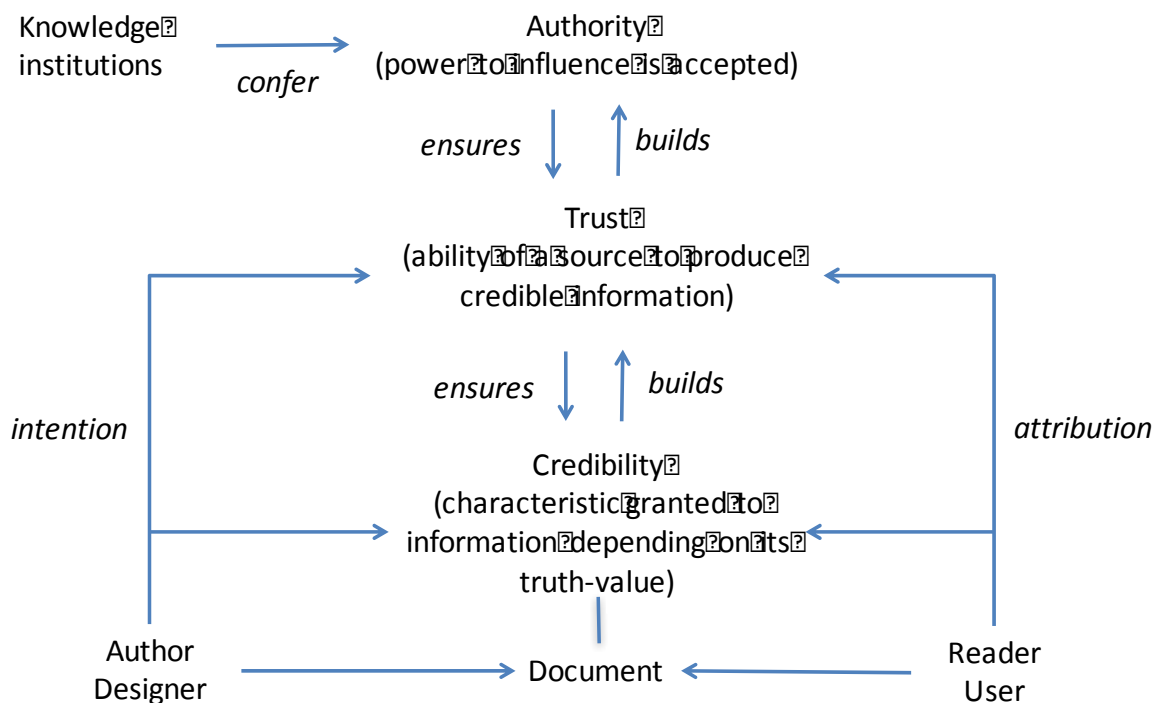 Knowledge
institutions
confer
Authority
(power to influence is accepted)
ensures
builds
Trust
(ability of a source to produce
credible information)
ensures
builds
intention
attribution
Credibility
(characteristic granted to
information depending on its
truth-value)
Author
Designer
Document
Reader
User